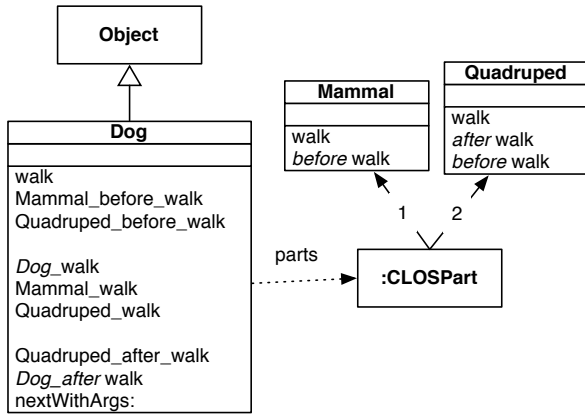 Object
Dog
walk
Mammal_before_walk
Quadruped_before_walk
Dog_walk
Mammal_walk
Quadruped_walk
Quadruped_after_walk
Dog_after walk
nextWithArgs:
parts
Mammal
walk
before walk
Quadruped
walk
after walk
before walk
1
2
:CLOSPart